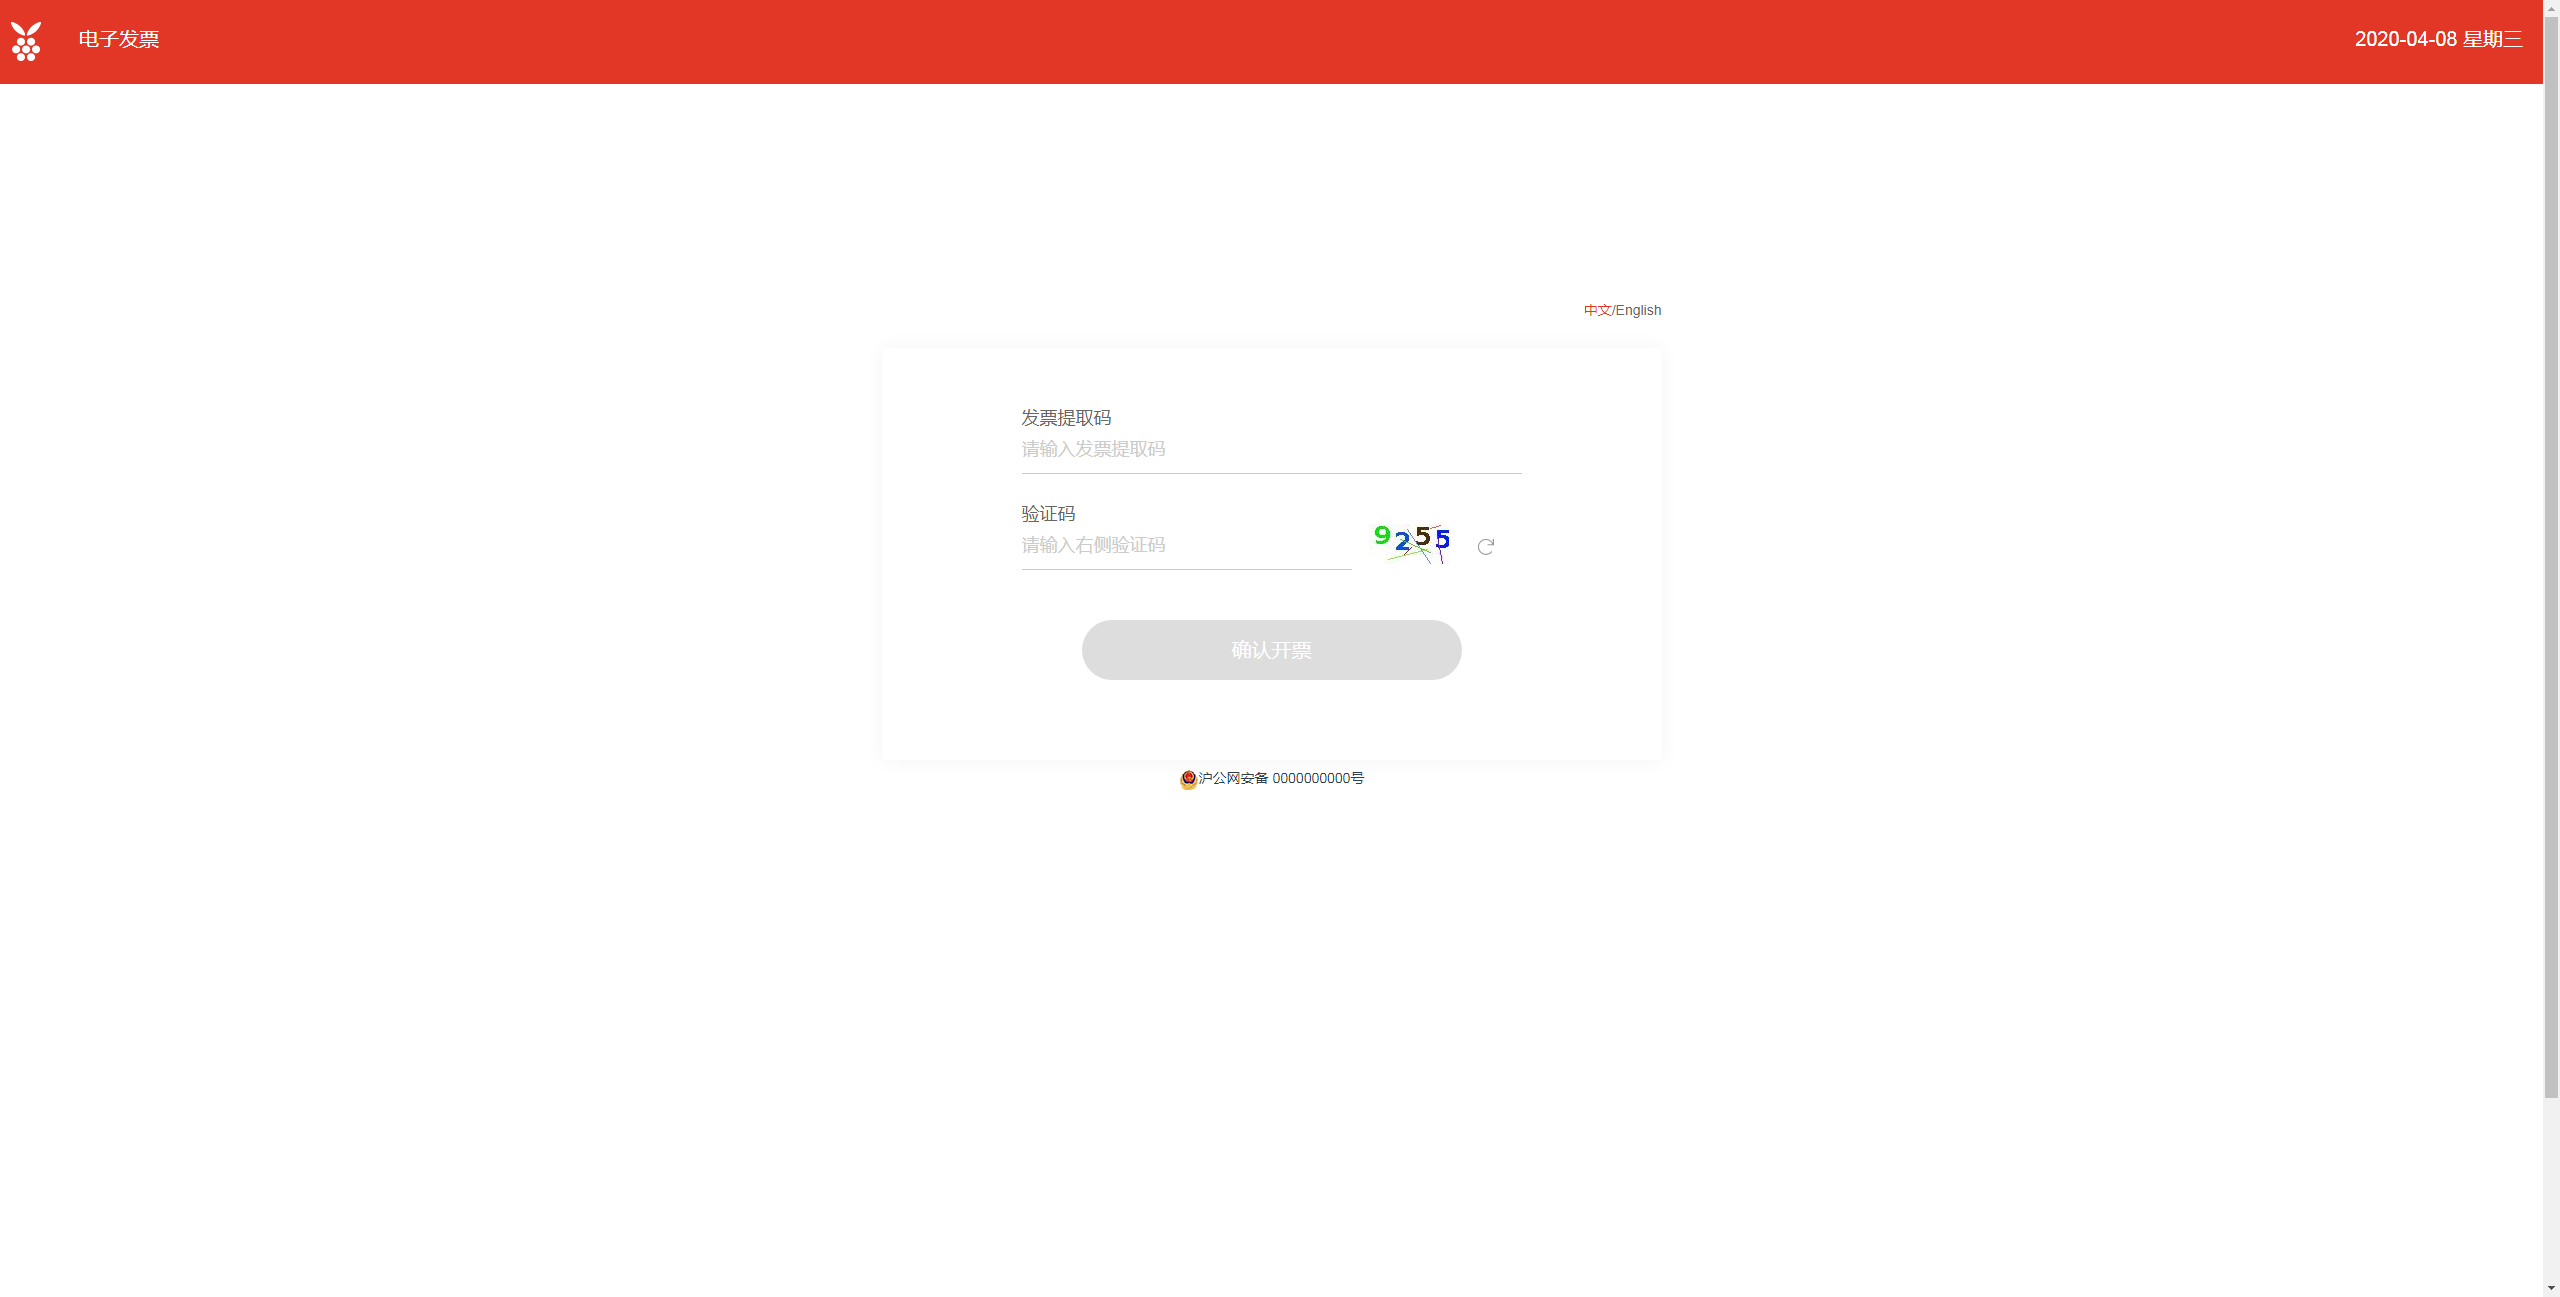 电子发票
2020-04-08 星期三
中文/English
发票提取码
请输入发票提取码
验证码
请输入右侧验证码
9255
确认开票
沪公网安备 0000000000号